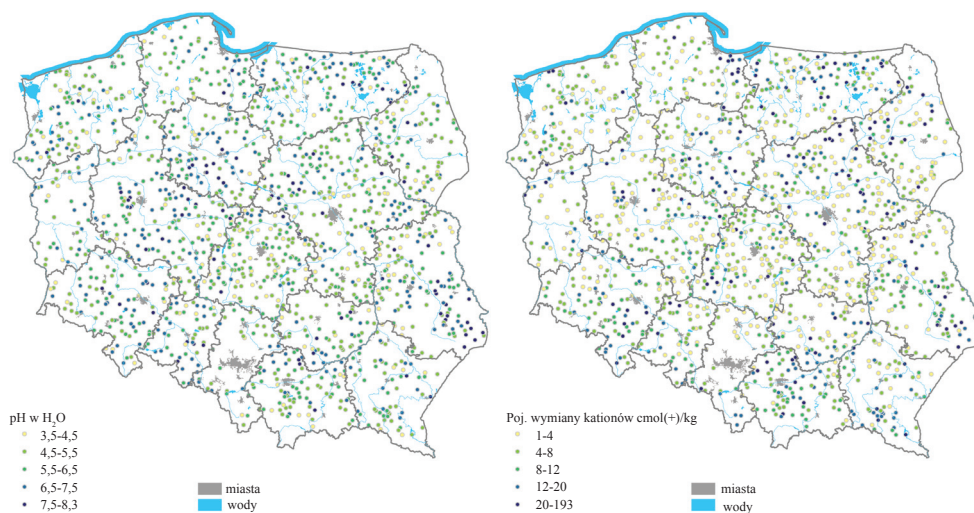 pH w H₂O
3,5-4,5
4,5-5,5
5,5-6,5
6,5-7,5
7,5-8,3
miasta
wody
Poj. wymiany kationów cmol(+)/kg
1-4
4-8
8-12
12-20
20-193
miasta
wody